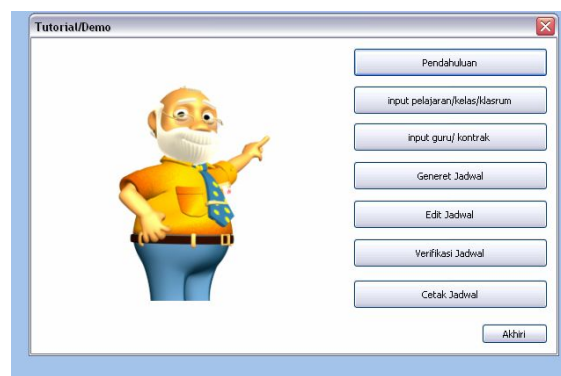 Tutorial/Demo
Pendahuluan
input pelajaran/kelas/klasrum
input guru/ kontrak
Generet Jadwal
Edit Jadwal
Verifikasi Jadwal
Cetak Jadwal
Akhiri